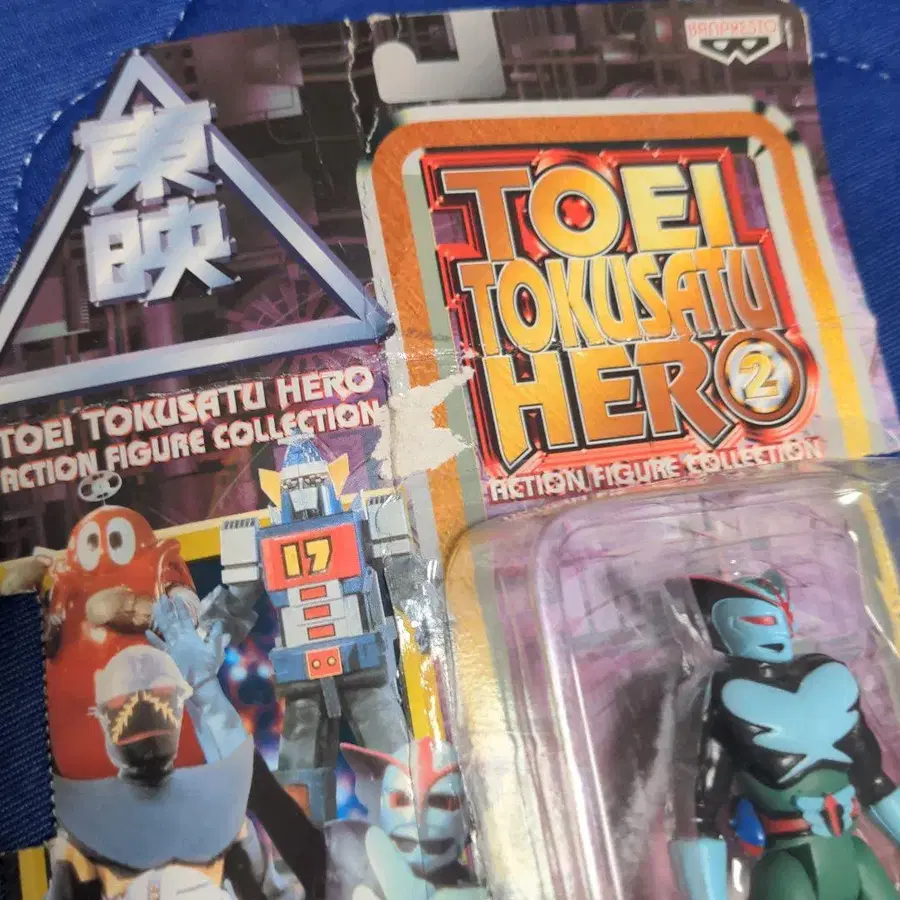 BANPRESTO
東
映
TOEI
TOKUSATU
HERO 2
ACTION FIGURE COLLECTION
TOEI TOKUSATU HERO
ACTION FIGURE COLLECTION
17